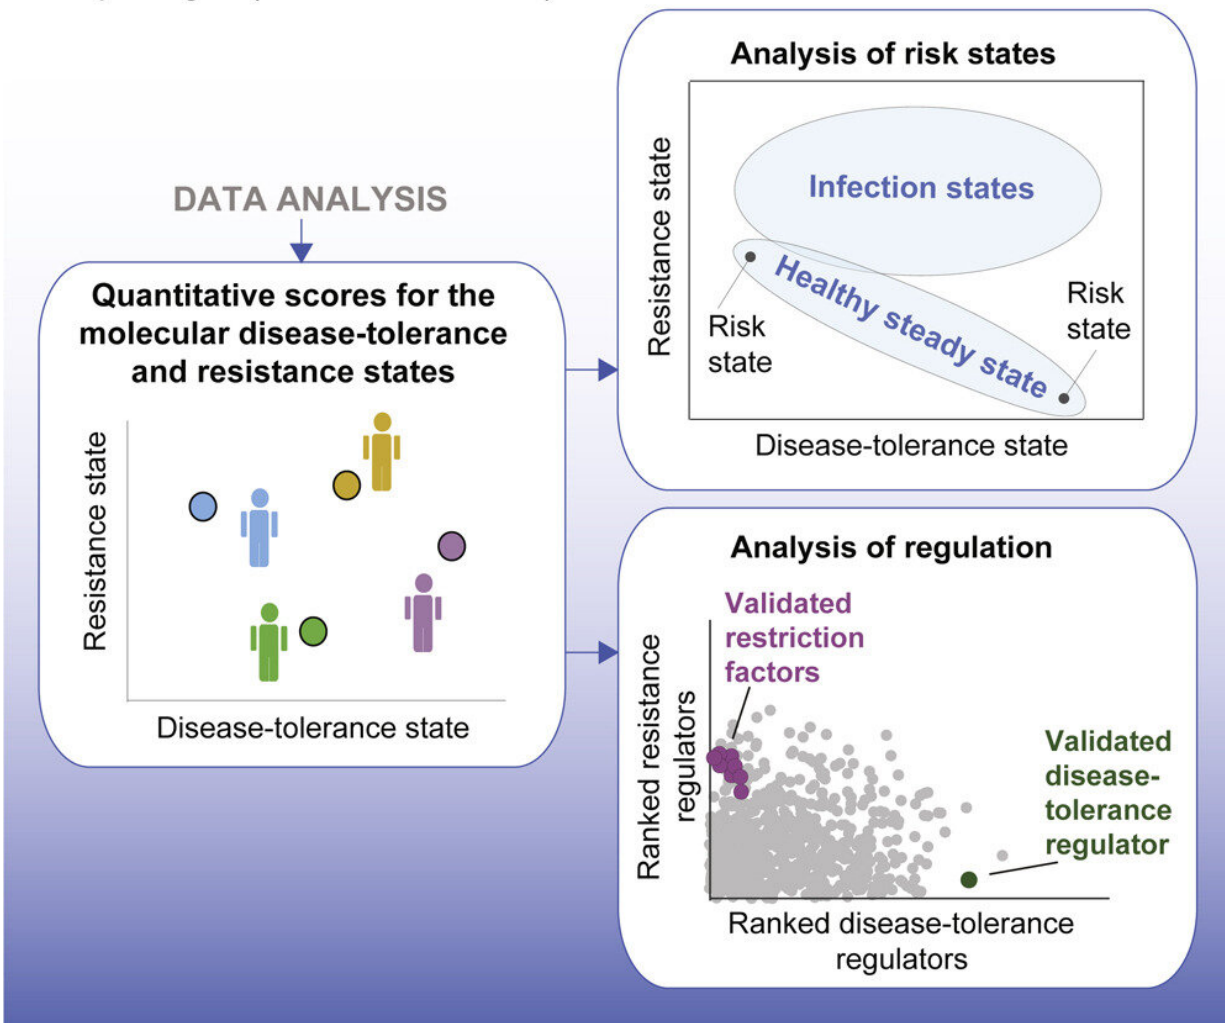 DATA ANALYSIS
Quantitative scores for the
molecular disease-tolerance
and resistance states
Resistance state
Disease-tolerance state
Analysis of risk states
Resistance state
Infection states
Healthy steady state
Risk
state
Risk
state
Disease-tolerance state
Analysis of regulation
Validated
restriction
factors
Validated
disease-
tolerance
regulator
Ranked resistance
regulators
Ranked disease-tolerance
regulators